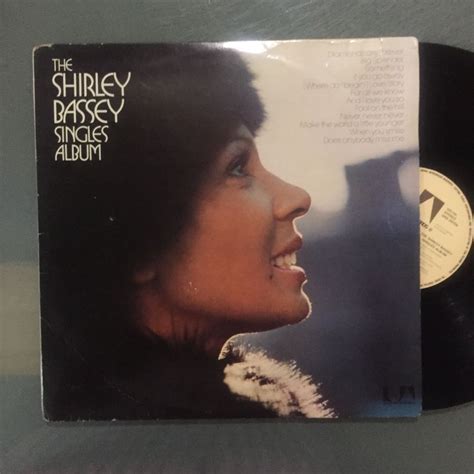 THE
SHIRLEY
BASSEY
SINGLES
ALBUM
Diamonds are forever
Big spender
Something
If you go away
Where do I begin/Love Story
For all we know
And I love you so
Fool on the hill
Never, never, never
Make the world a little younger
When you smile
Does anybody miss me